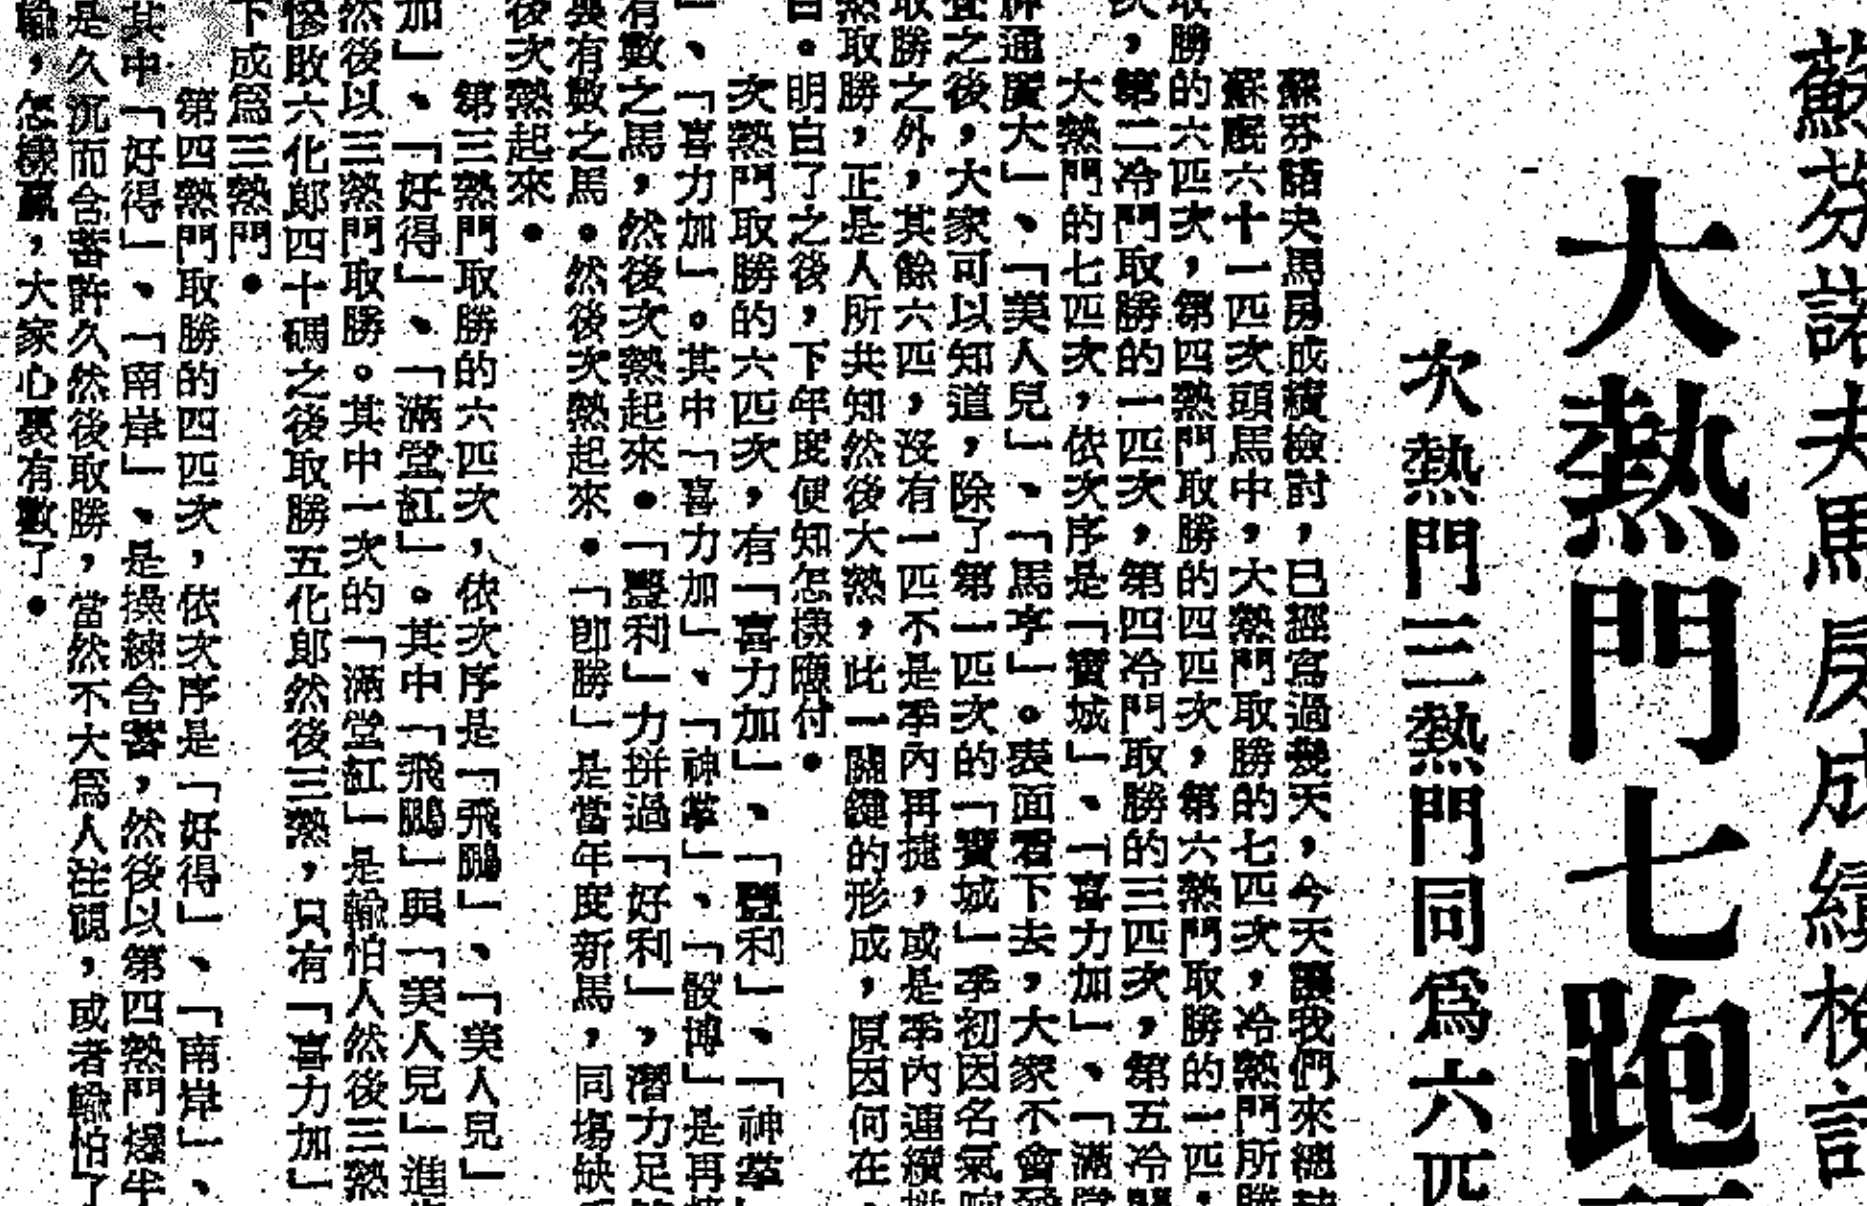 蘇芬諾夫馬房成績檢討
大熱門七跑
次熱門三熱門同爲六匹
蘇芬諾夫馬房成績檢討，已經寫過幾天，今天讓我們來總
蘇民六十一匹次頭馬中，大熱門取勝的七匹次，冷熱門所勝
取勝的六匹次，第四熱門取勝的四匹次，第六熱門取勝的一匹，
次，第二冷門取勝的一匹次，第四冷門取勝的三匹次，第五冷
大熱門的七匹次，依次序是「寶城」、「喜力加」、「滿堂
通廣大」、「美人兒」、「馬亨」。表面看下去，大家不會
之後，大家可以知道，除了第一匹次的「寶城」季初因名氣
取勝之外，其餘六匹，沒有一匹不是季內再捷，或是季內連續
熱取勝，正是人所共知然後大熱，此一關鍵的形成，原因何在，
白。明白了之後，下年度便知怎樣應付。
次熱門取勝的六匹次，有「喜力加」、「豐利」、「神掌」
」、「喜力加」。其中「喜力加」、「神掌」、「骰博」是再
有數之馬，然後次熱起來。「豐利」力拼過「好利」，潛力足
與有數之馬。然後次熱起來。「即勝」是當年度新馬，同場缺
後次熱起來。
第三熱門取勝的六匹次，依次序是「飛鵬」、「美人兒」
加」、「好得」、「滿堂紅」。其中「飛鵬」與「美人兒」進
然後以三熱門取勝。其中一次的「滿堂紅」是輸怕人然後三熱
慘敗六化郎四十碼之後取勝五化郎然後三熱，只有「喜力加」
下成爲三熱門。
第四熱門取勝的四匹次，依次序是「好得」、「南岸」、
其中「好得」、「南岸」、是操練含蓄，然後以第四熱門爆
是久沉而含蓄許久然後取勝，當然不大爲人注視，或者輸怕了
輸，怎樣贏，大家心裏有數了。